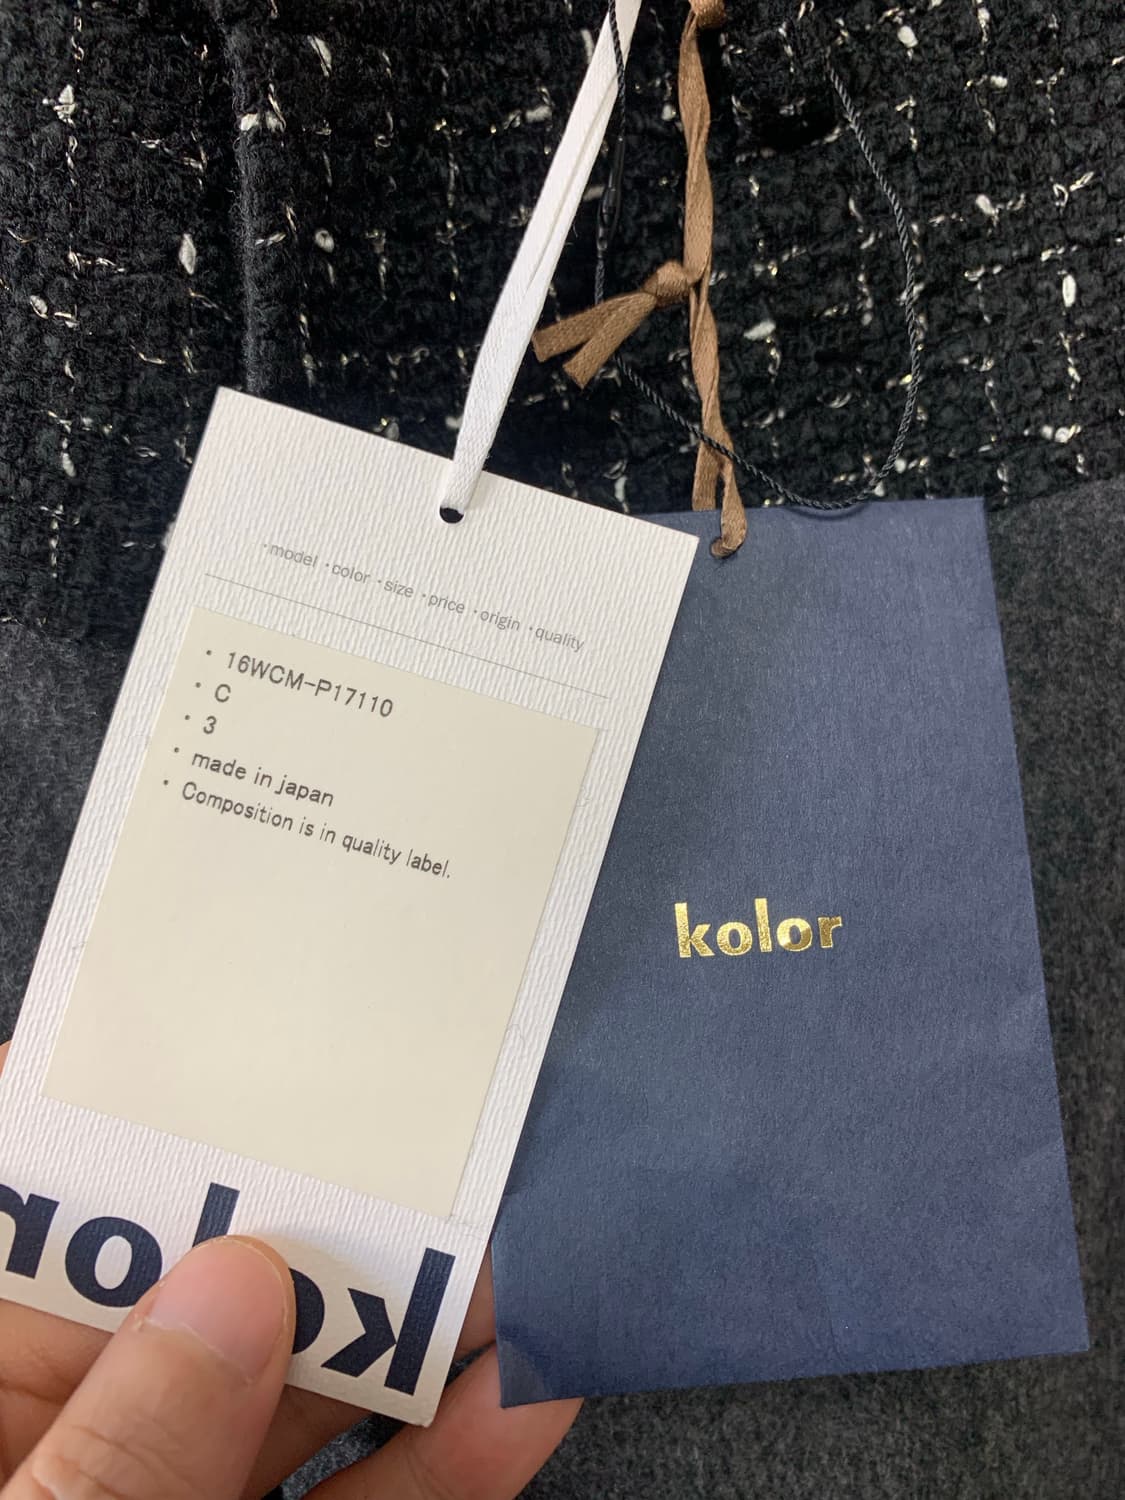 ·model ·color ·size ·price ·origin ·quality
· 16WCM-P17110
· C
· 3
· made in japan
· Composition is in quality label.
kolor
kolor